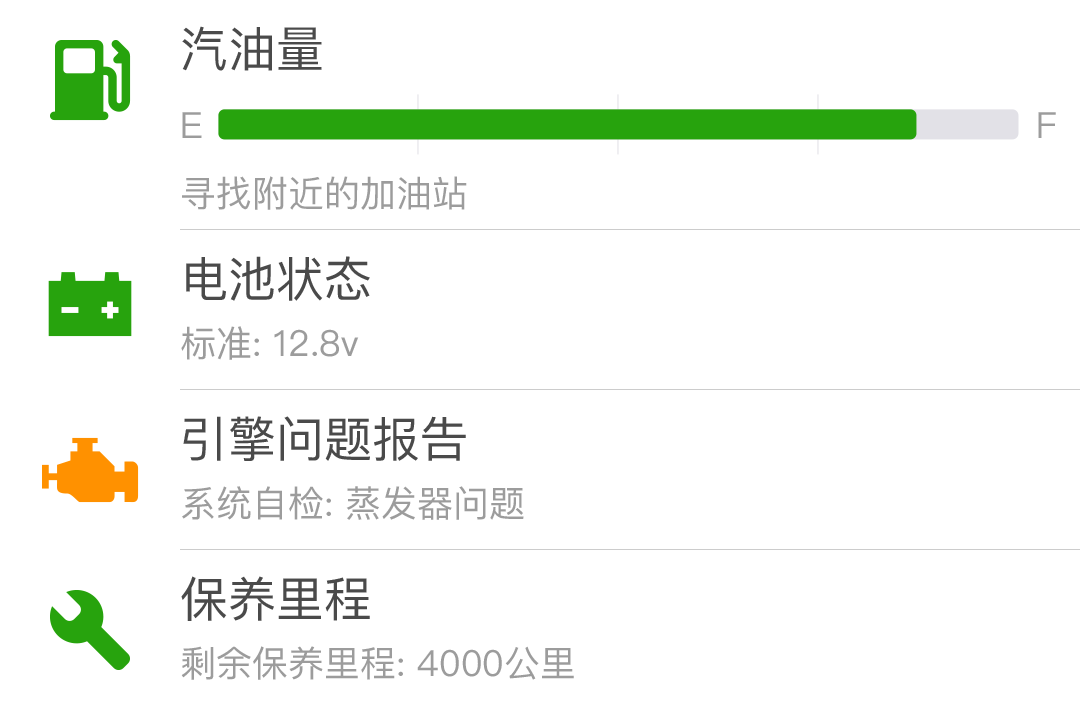 汽油量
E F
寻找附近的加油站
电池状态
标准: 12.8v
引擎问题报告
系统自检: 蒸发器问题
保养里程
剩余保养里程: 4000公里